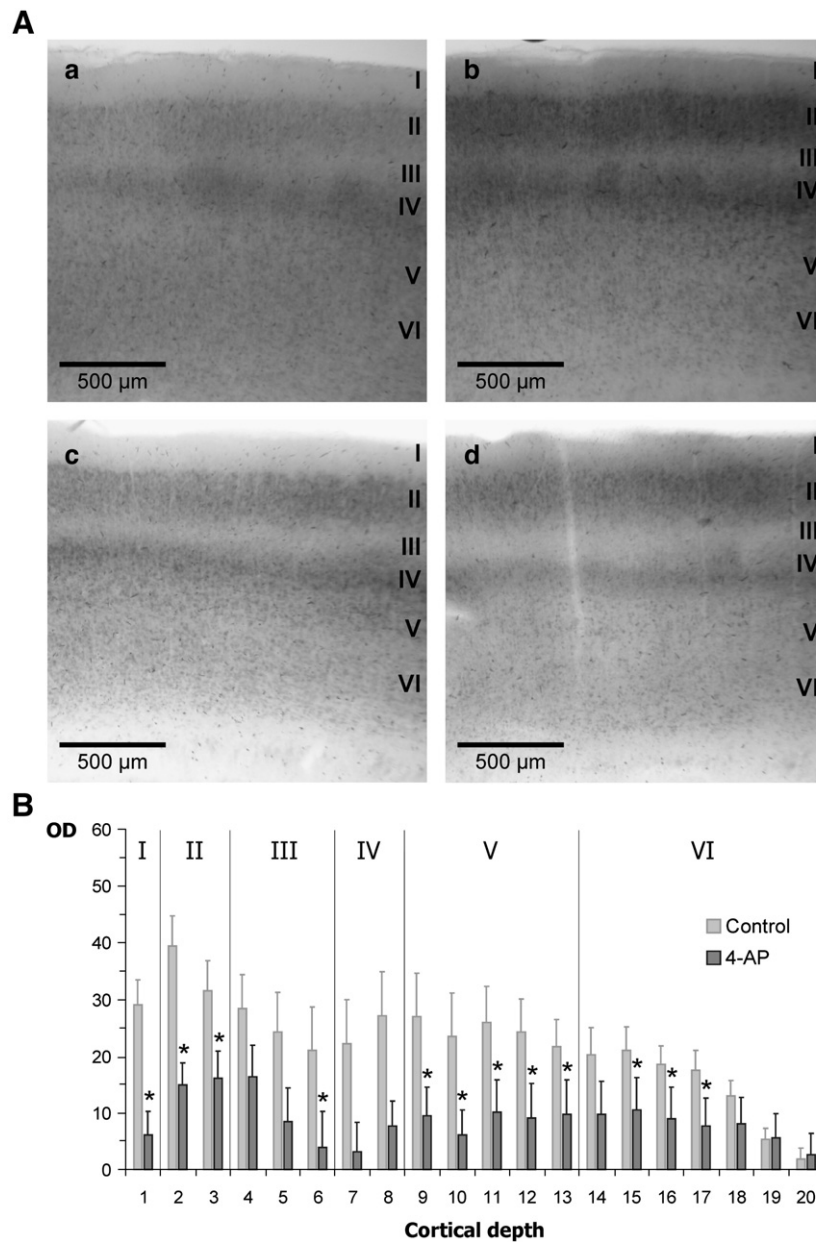 A
a
I
II
III
IV
V
VI
500 µm
b
I
II
III
IV
V
VI
500 µm
c
I
II
III
IV
V
VI
500 µm
d
I
II
III
IV
V
VI
500 µm
B
OD
60
50
40
30
20
10
0
I II III IV V VI
Control
4-AP
* * * * * * * * * * * *
1 2 3 4 5 6 7 8 9 10 11 12 13 14 15 16 17 18 19 20
Cortical depth